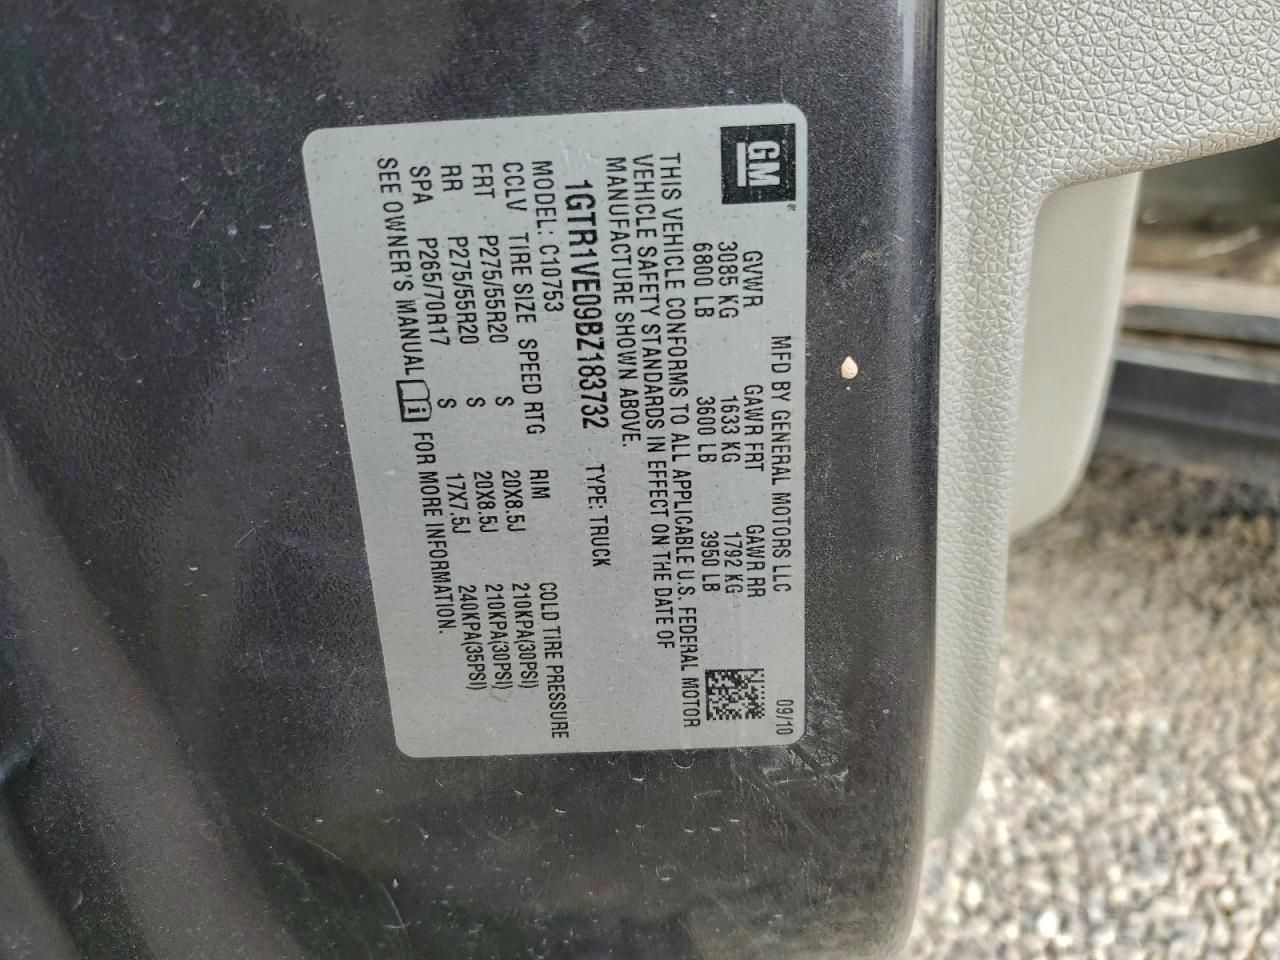 GM®
MFD BY GENERAL MOTORS LLC 09/10
GVWR GAWR FRT GAWR RR
3085 KG 1633 KG 1792 KG
6800 LB 3600 LB 3950 LB
THIS VEHICLE CONFORMS TO ALL APPLICABLE U.S. FEDERAL MOTOR
VEHICLE SAFETY STANDARDS IN EFFECT ON THE DATE OF
MANUFACTURE SHOWN ABOVE.
1GTR1VE09BZ183732 TYPE: TRUCK
MODEL: C10753
CCLV TIRE SIZE SPEED RTG RIM COLD TIRE PRESSURE
FRT P275/55R20 S 20X8.5J 210KPA(30PSI)
RR P275/55R20 S 20X8.5J 210KPA(30PSI)
SPA P265/70R17 S 17X7.5J 240KPA(35PSI)
SEE OWNER'S MANUAL i FOR MORE INFORMATION.